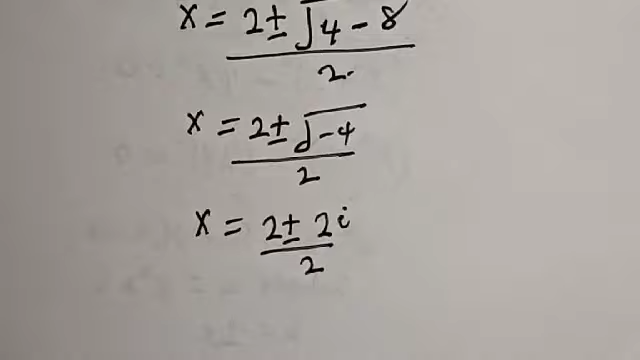 x = 2 ± √4 - 8 / 2
x = 2 ± √-4 / 2
x = 2 ± 2i / 2